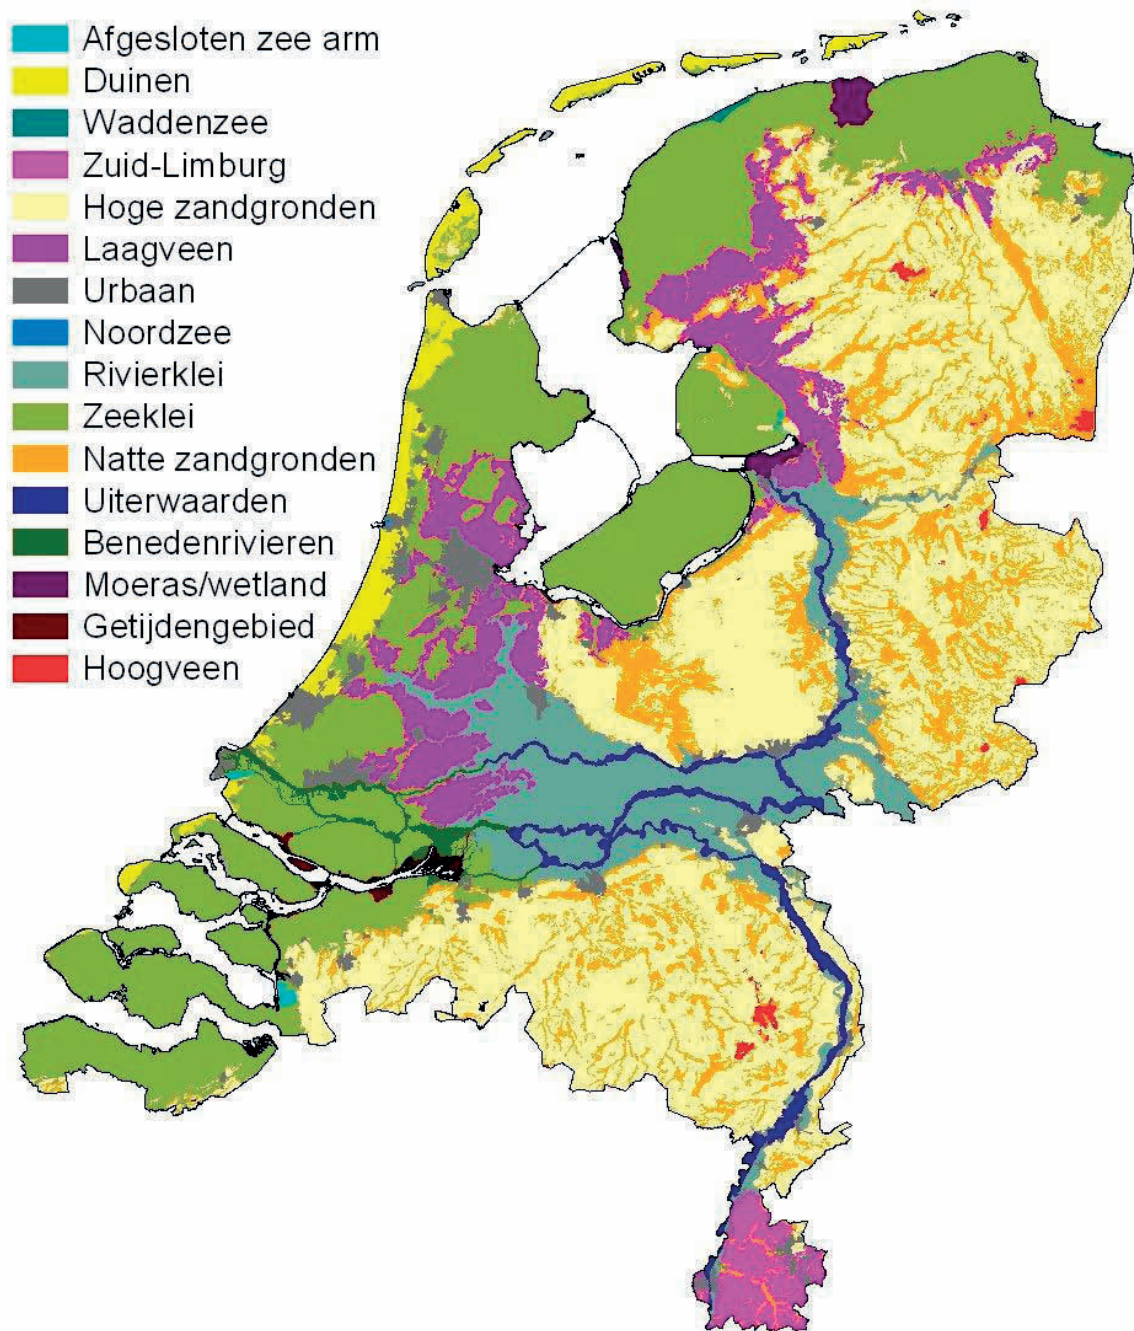 Afgesloten zee arm
Duinen
Waddenzee
Zuid-Limburg
Hoge zandgronden
Laagveen
Urbaan
Noordzee
Rivierklei
Zeeklei
Natte zandgronden
Uiterwaarden
Benedenrivieren
Moeras/wetland
Getijdengebied
Hoogveen